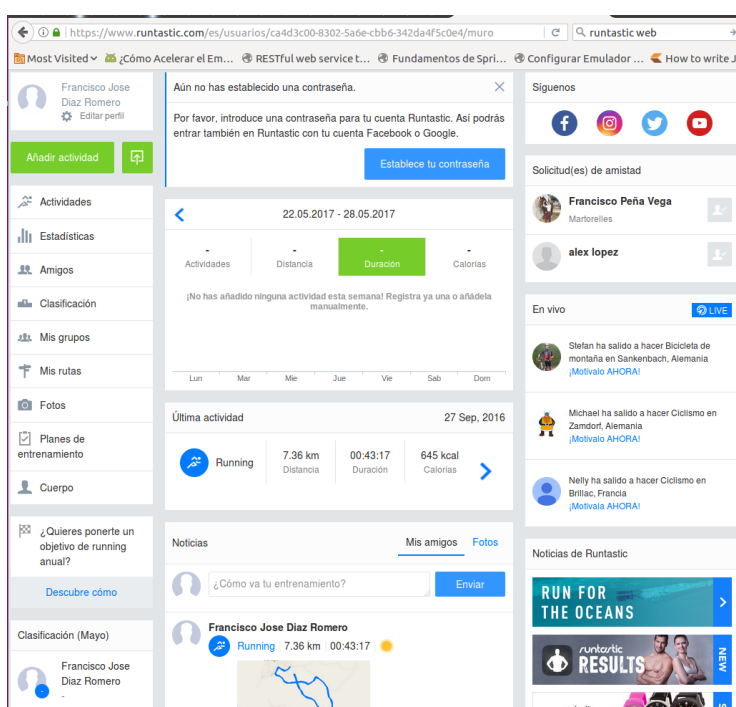 https://www.runtastic.com/es/usuarios/ca4d3c00-8302-5a6e-cbb6-342da4f5c0e4/muro
runtastic web
Most Visited
¿Cómo Acelerar el Em...
RESTful web service t...
Fundamentos de Spri...
Configurar Emulador ...
How to write J
Francisco Jose
Diaz Romero
Editar perfil
Añadir actividad
Actividades
Estadísticas
Amigos
Clasificación
Mis grupos
Mis rutas
Fotos
Planes de
entrenamiento
Cuerpo
¿Quieres ponerte un
objetivo de running
anual?
Descubre cómo
Clasificación (Mayo)
Francisco Jose
Diaz Romero
-
Aún no has establecido una contraseña.
Por favor, introduce una contraseña para tu cuenta Runtastic. Así podrás
entrar también en Runtastic con tu cuenta Facebook o Google.
Establece tu contraseña
22.05.2017 - 28.05.2017
- - - -
Actividades Distancia Duración Calorías
¡No has añadido ninguna actividad esta semana! Registra ya una o añádela
manualmente.
Lun Mar Mie Jue Vie Sab Dom
Última actividad 27 Sep, 2016
Running 7.36 km 00:43:17 645 kcal
Distancia Duración Calorías
Noticias Mis amigos Fotos
¿Cómo va tu entrenamiento? Enviar
Francisco Jose Diaz Romero
Running 7.36 km 00:43:17
Síguenos
Solicitud(es) de amistad
Francisco Peña Vega
Martorelles
alex lopez
En vivo LIVE
Stefan ha salido a hacer Bicicleta de
montaña en Sankenbach, Alemania
¡Motívalo AHORA!
Michael ha salido a hacer Ciclismo en
Zamdorf, Alemania
¡Motívalo AHORA!
Nelly ha salido a hacer Ciclismo en
Brillac, Francia
¡Motívala AHORA!
Noticias de Runtastic
RUN FOR
THE OCEANS
runtastic
RESULTS
NEW